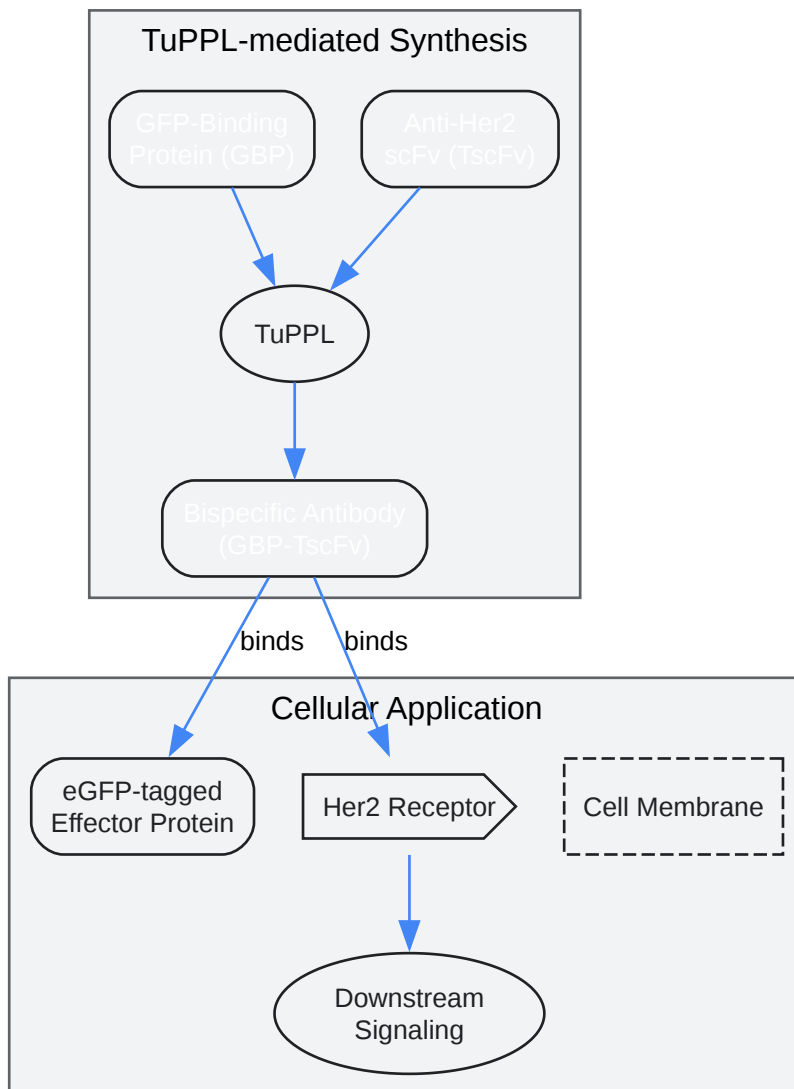 TuPPL-mediated Synthesis
GFP-Binding
Protein (GBP)
Anti-Her2
scFv (TscFv)
TuPPL
Bispecific Antibody
(GBP-TscFv)
binds
binds
Cellular Application
eGFP-tagged
Effector Protein
Her2 Receptor
Cell Membrane
Downstream
Signaling